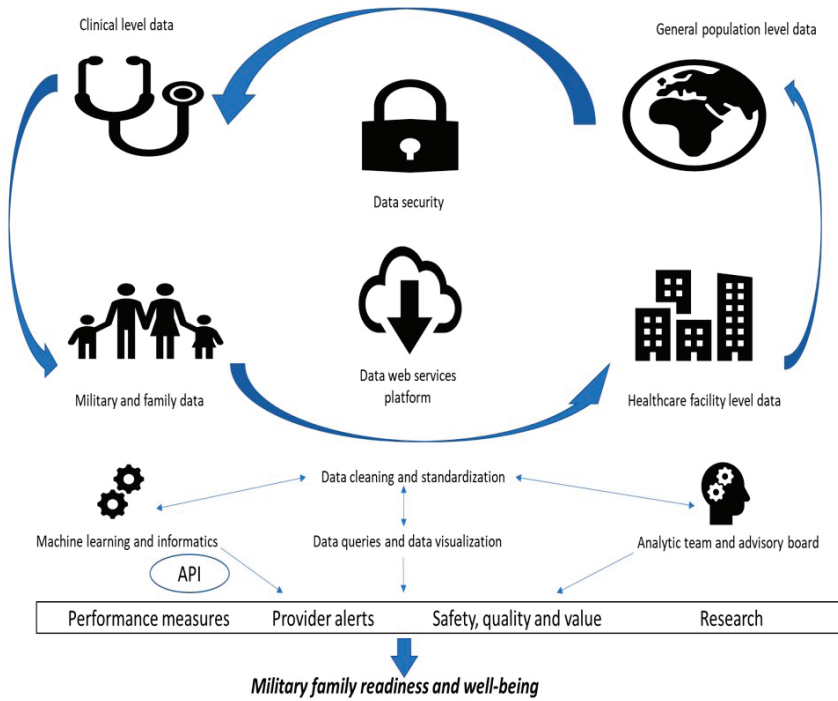 Clinical level data
General population level data
Data security
Military and family data
Data web services
platform
Healthcare facility level data
Data cleaning and standardization
Machine learning and informatics
Data queries and data visualization
Analytic team and advisory board
API
Performance measures
Provider alerts
Safety, quality and value
Research
Military family readiness and well-being